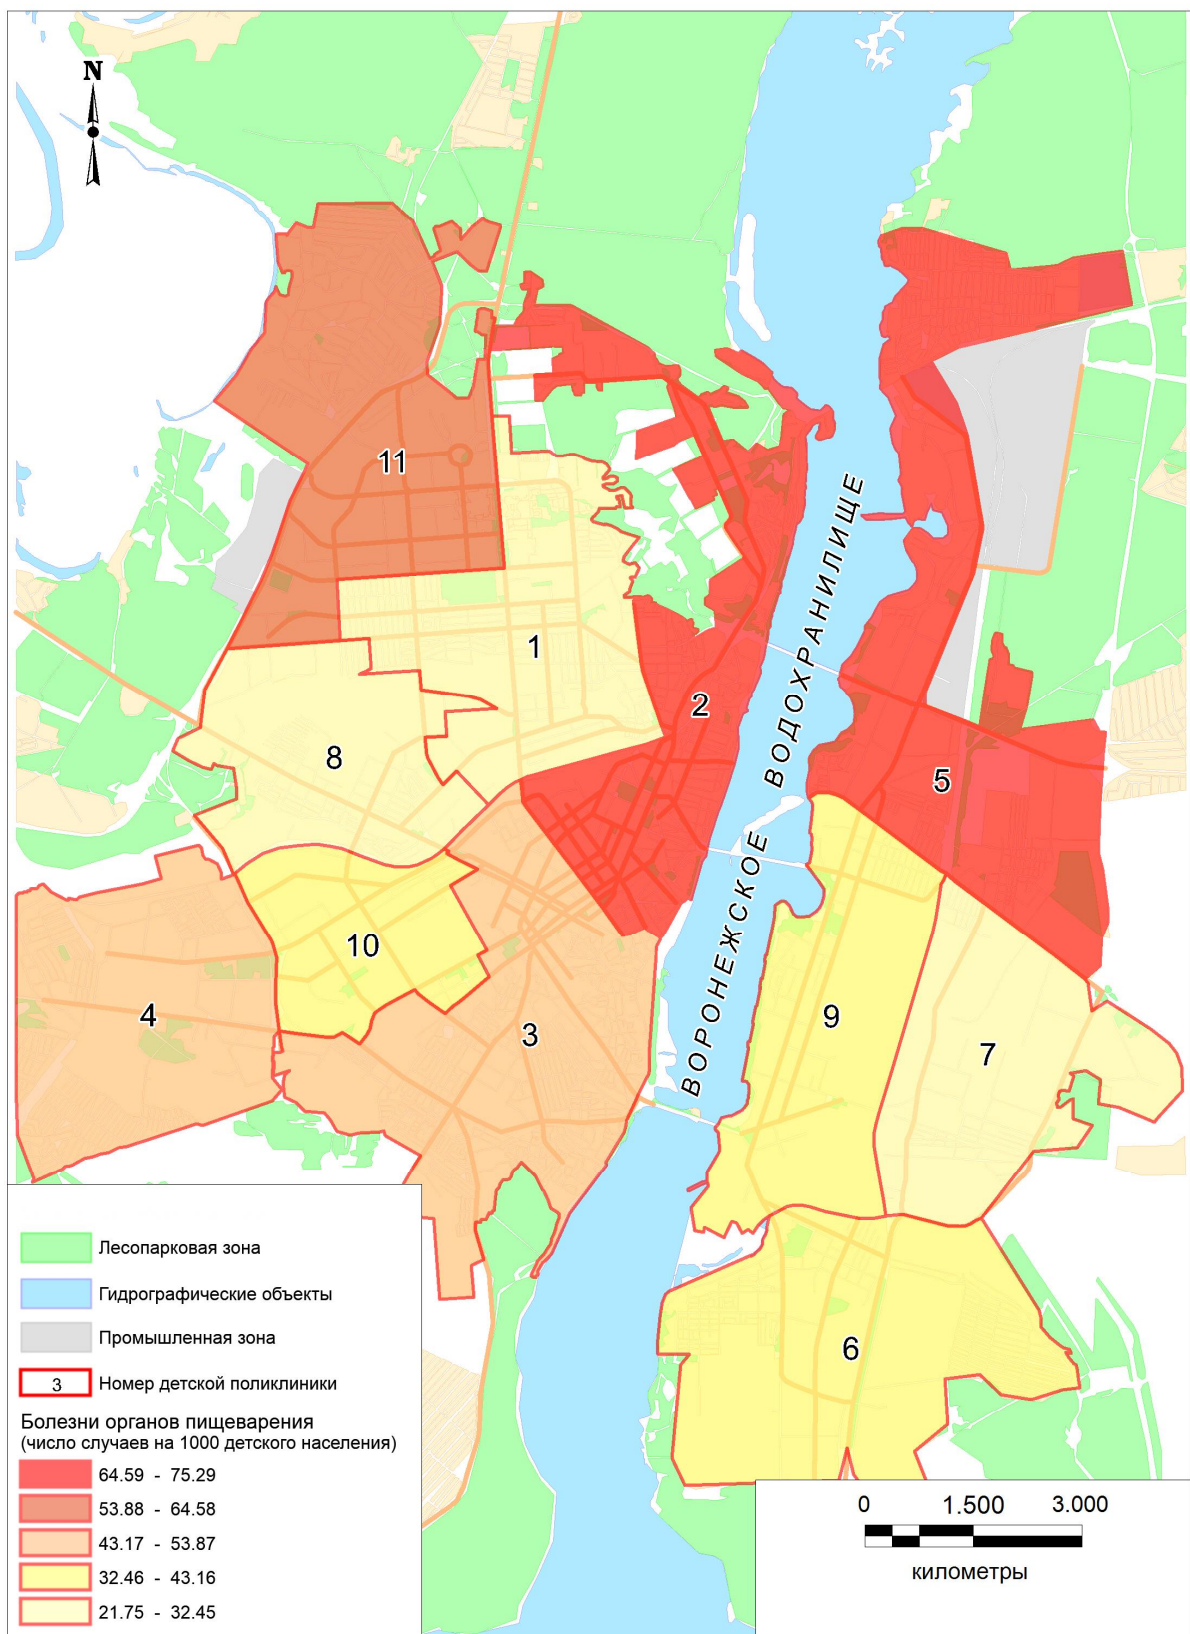 N
11
1
2
8
5
10
4
3
9
7
6
ВОРОНЕЖСКОЕ ВОДОХРАНИЛИЩЕ
Лесопарковая зона
Гидрографические объекты
Промышленная зона
3 Номер детской поликлиники
Болезни органов пищеварения
(число случаев на 1000 детского населения)
64.59 - 75.29
53.88 - 64.58
43.17 - 53.87
32.46 - 43.16
21.75 - 32.45
0 1.500 3.000
километры